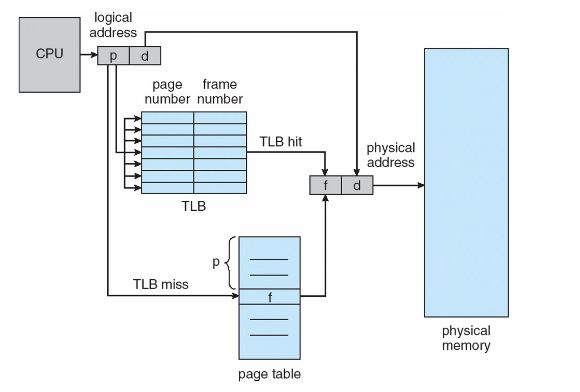 logical
address
CPU
p d
page frame
number number
TLB hit
physical
address
f d
TLB
p
TLB miss
f
physical
memory
page table